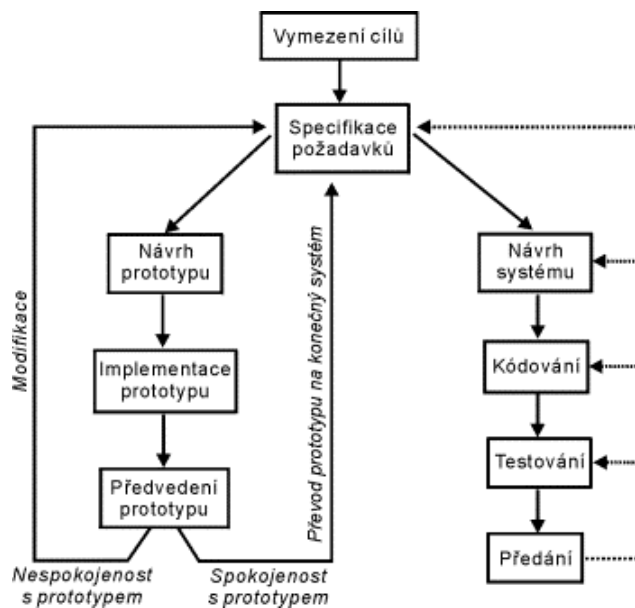 Vymezení cílů
Specifikace
požadavků
Návrh
prototypu
Návrh
systému
Modifikace
Převod prototypu na konečný systém
Implementace
prototypu
Kódování
Předvedení
prototypu
Testování
Předání
Nespokojenost
s prototypem
Spokojenost
s prototypem